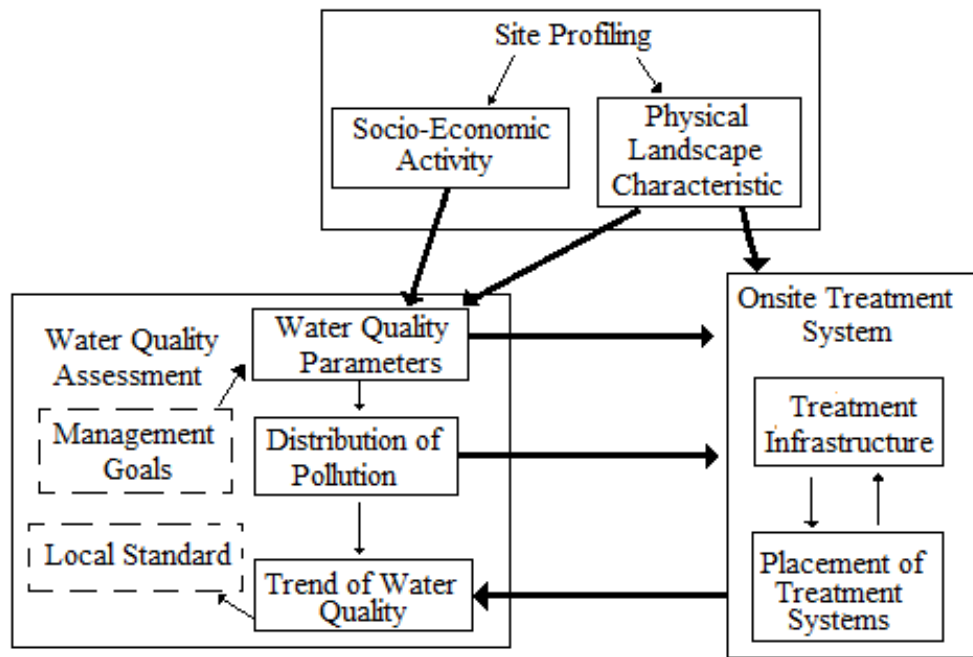 Site Profiling
Socio-Economic
Activity
Physical
Landscape
Characteristic
Water Quality
Assessment
Water Quality
Parameters
Management
Goals
Distribution of
Pollution
Local Standard
Trend of Water
Quality
Onsite Treatment
System
Treatment
Infrastructure
Placement of
Treatment
Systems